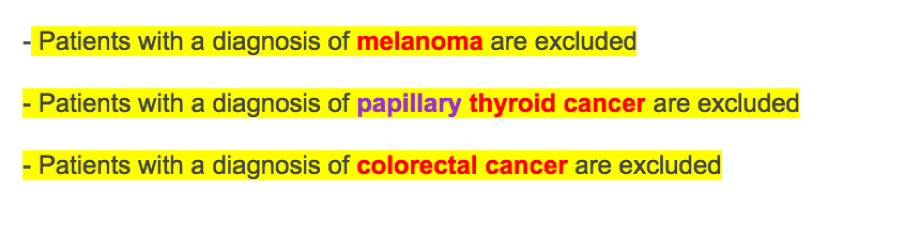 - Patients with a diagnosis of melanoma are excluded
- Patients with a diagnosis of papillary thyroid cancer are excluded
- Patients with a diagnosis of colorectal cancer are excluded